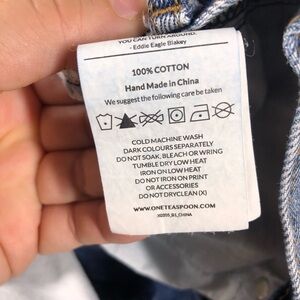 YOU CAN TURN AROUND.
- Eddie Eagle Blakey
100% COTTON
Hand Made in China
We suggest the following care be taken
COLD MACHINE WASH
DARK COLOURS SEPARATELY
DO NOT SOAK, BLEACH OR WRING
TUMBLE DRY LOW HEAT
IRON ON LOW HEAT
DO NOT IRON ON PRINT
OR ACCESSORIES
DO NOT DRYCLEAN (X)
WWW.ONETEASPOON.COM